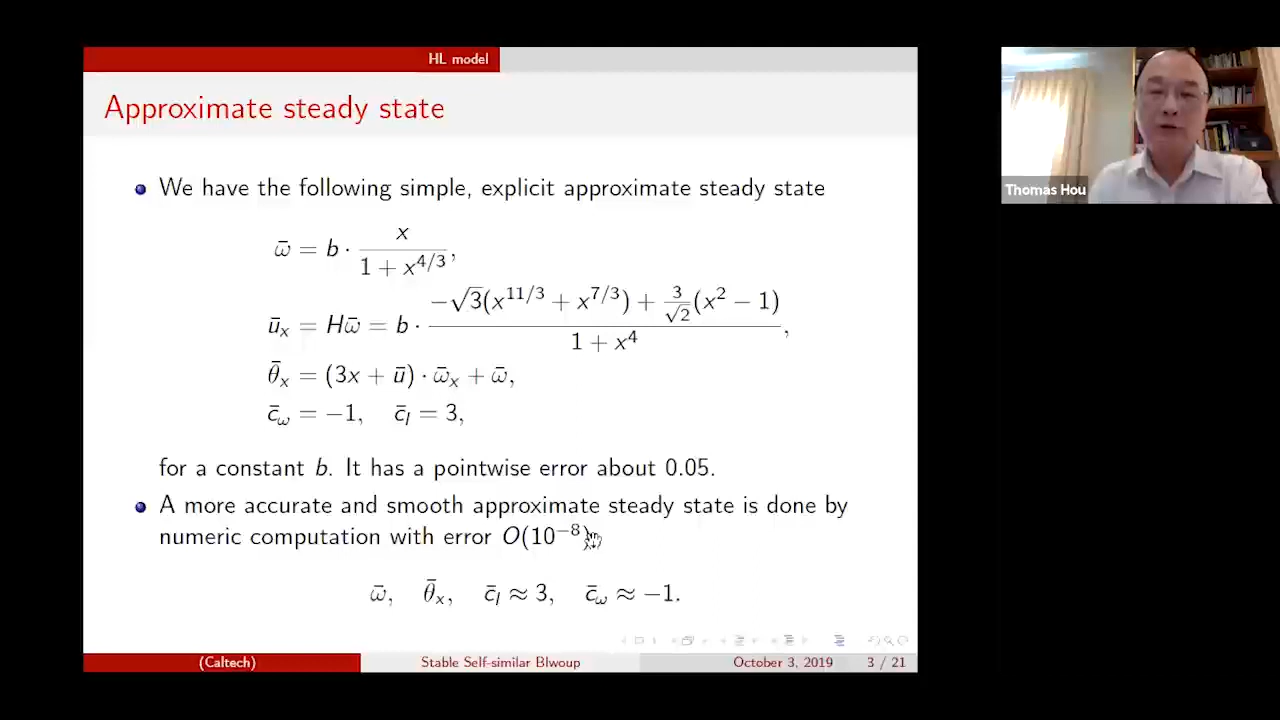 HL model
Approximate steady state
We have the following simple, explicit approximate steady state
ω̄ = b · x / (1 + x^{4/3}),
ū_x = Hω̄ = b · (−√3(x^{11/3} + x^{7/3}) + 3/√2 (x² − 1)) / (1 + x⁴),
θ̄_x = (3x + ū) · ω̄_x + ω̄,
c̄_ω = −1, c̄_l = 3,
for a constant b. It has a pointwise error about 0.05.
A more accurate and smooth approximate steady state is done by
numeric computation with error O(10^{−8})
ω̄, θ̄_x, c̄_l ≈ 3, c̄_ω ≈ −1.
(Caltech) Stable Self-similar Blwoup October 3, 2019 3 / 21
Thomas Hou